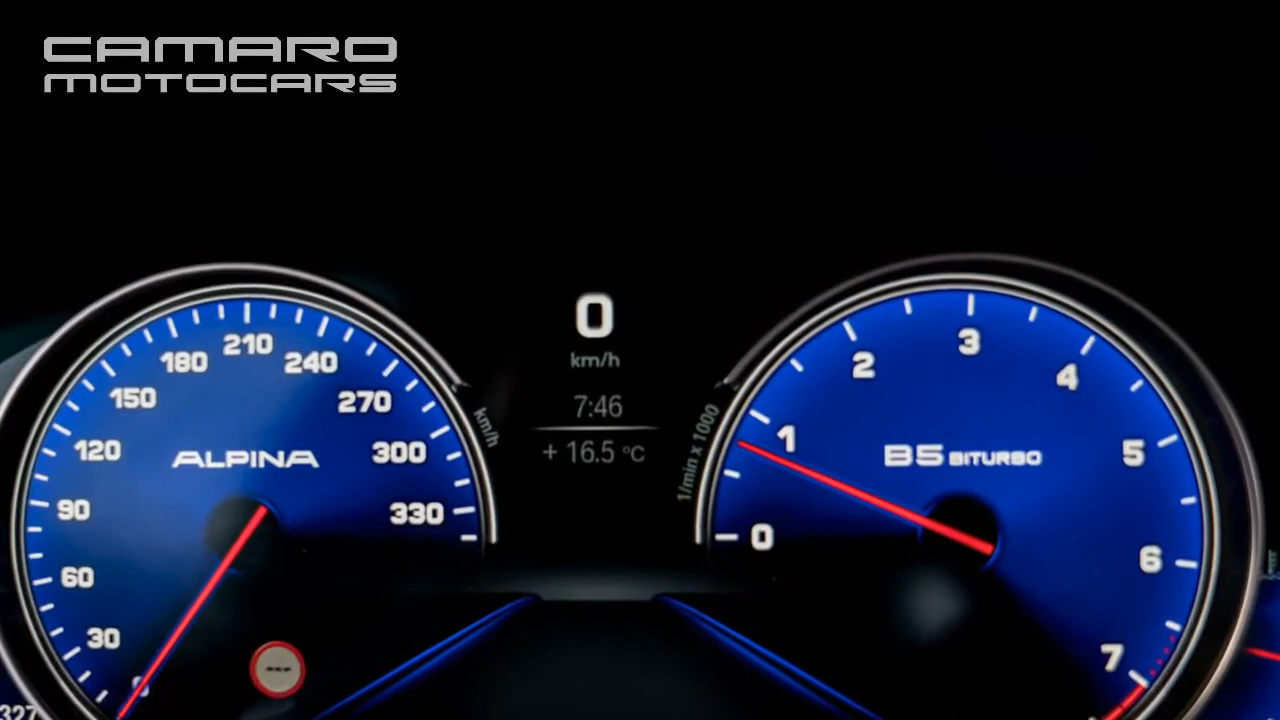 CAMARO
MOTOCARS
0
km/h
7:46
+ 16.5 °C
ALPINA
30
60
90
120
150
180
210
240
270
300
330
km/h
327
---
B5 BITURBO
1/min x 1000
0
1
2
3
4
5
6
7